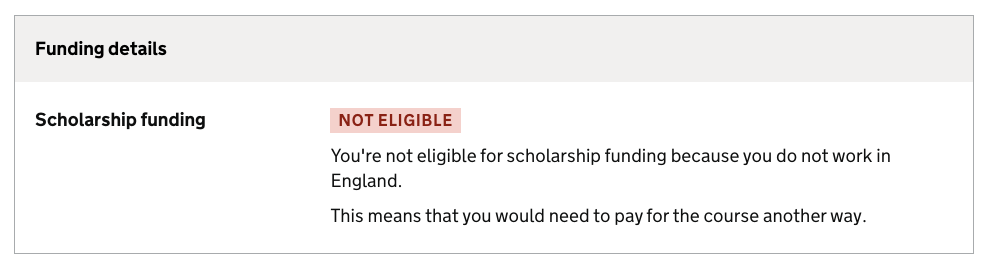 Funding details
Scholarship funding
NOT ELIGIBLE
You're not eligible for scholarship funding because you do not work in
England.
This means that you would need to pay for the course another way.